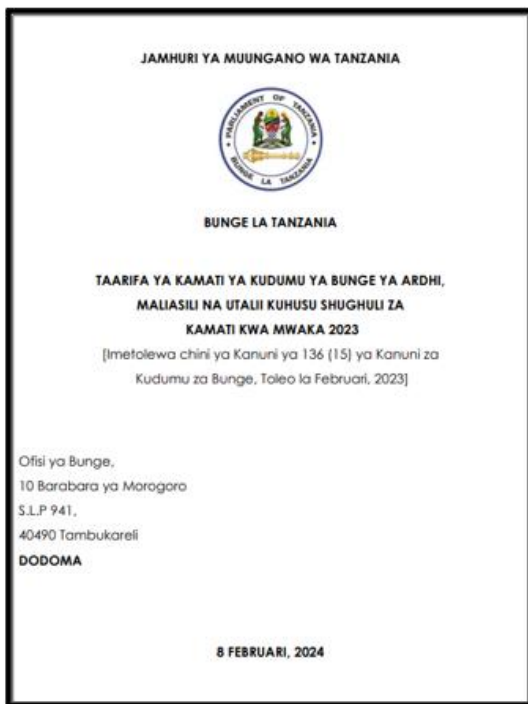 JAMHURI YA MUUNGANO WA TANZANIA
PARLIAMENT OF TANZANIA
BUNGE LA TANZANIA
BUNGE LA TANZANIA
TAARIFA YA KAMATI YA KUDUMU YA BUNGE YA ARDHI,
MALIASILI NA UTALII KUHUSU SHUGHULI ZA
KAMATI KWA MWAKA 2023
[Imetolewa chini ya Kanuni ya 136 (15) ya Kanuni za
Kudumu za Bunge, Toleo la Februari, 2023]
Ofisi ya Bunge,
10 Barabara ya Morogoro
S.L.P 941,
40490 Tambukareli
DODOMA
8 FEBRUARI, 2024